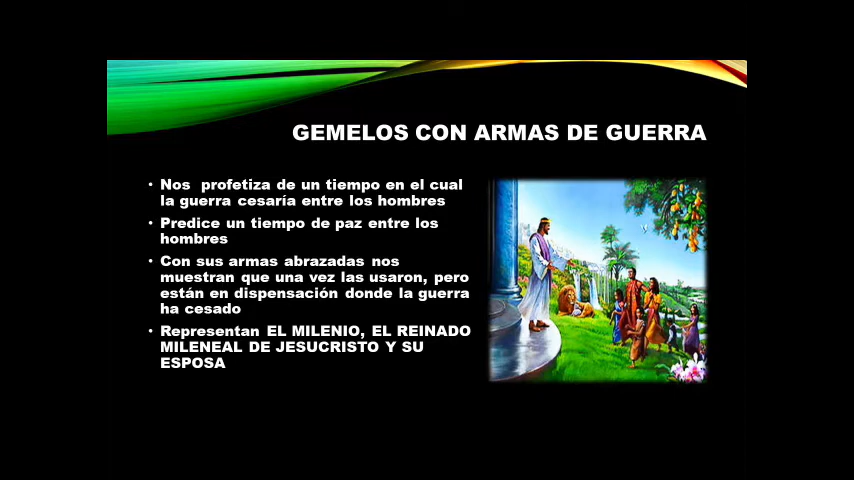 GEMELOS CON ARMAS DE GUERRA
• Nos profetiza de un tiempo en el cual
la guerra cesaría entre los hombres
• Predice un tiempo de paz entre los
hombres
• Con sus armas abrazadas nos
muestran que una vez las usaron, pero
están en dispensación donde la guerra
ha cesado
• Representan EL MILENIO, EL REINADO
MILENEAL DE JESUCRISTO Y SU
ESPOSA